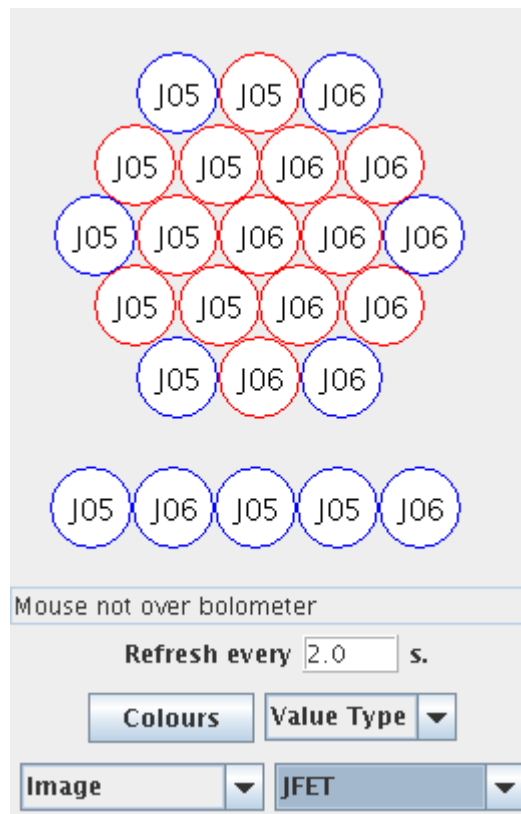 J05 J05 J06
J05 J05 J06 J06
J05 J05 J06 J06 J06
J05 J05 J06 J06
J05 J06 J06
J05 J06 J05 J05 J06
Mouse not over bolometer
Refresh every 2.0 s.
Colours Value Type
Image JFET